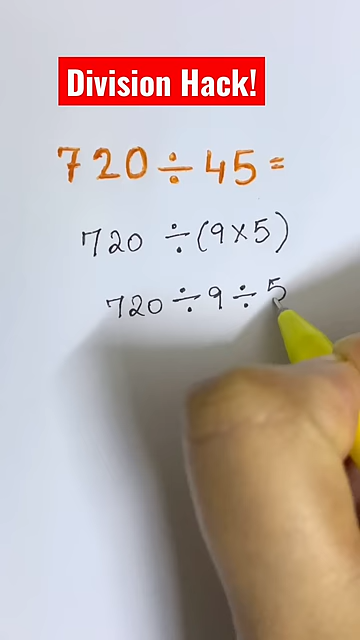 Division Hack!
720 ÷ 45 =
720 ÷ (9 × 5)
720 ÷ 9 ÷ 5